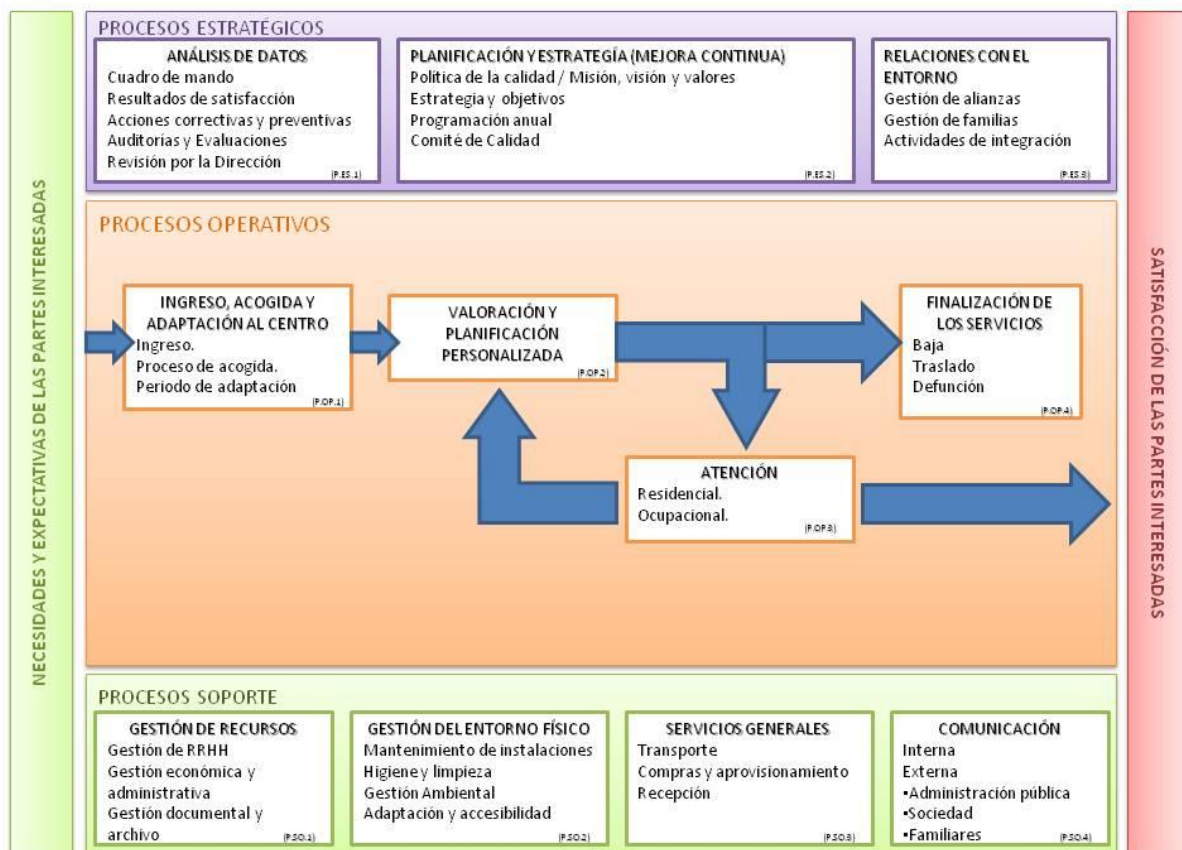 NECESIDADES Y EXPECTATIVAS DE LAS PARTES INTERESADAS
PROCESOS ESTRATÉGICOS
ANÁLISIS DE DATOS
Cuadro de mando
Resultados de satisfacción
Acciones correctivas y preventivas
Auditorías y Evaluaciones
Revisión por la Dirección
(P.ES.1)
PLANIFICACIÓN Y ESTRATEGÍA (MEJORA CONTINUA)
Política de la calidad / Misión, visión y valores
Estrategia y objetivos
Programación anual
Comité de Calidad
(P.ES.2)
RELACIONES CON EL
ENTORNO
Gestión de alianzas
Gestión de familias
Actividades de integración
(P.ES.3)
PROCESOS OPERATIVOS
INGRESO, ACOGIDA Y
ADAPTACIÓN AL CENTRO
Ingreso.
Proceso de acogida.
Periodo de adaptación
(P.OP.1)
VALORACIÓN Y
PLANIFICACIÓN
PERSONALIZADA
(P.OP.2)
FINALIZACIÓN DE
LOS SERVICIOS
Baja
Traslado
Defunción
(P.OP.4)
ATENCIÓN
Residencial.
Ocupacional.
(P.OP.3)
PROCESOS SOPORTE
GESTIÓN DE RECURSOS
Gestión de RRHH
Gestión económica y
administrativa
Gestión documental y
archivo
(P.SO.1)
GESTIÓN DEL ENTORNO FÍSICO
Mantenimiento de instalaciones
Higiene y limpieza
Gestión Ambiental
Adaptación y accesibilidad
(P.SO.2)
SERVICIOS GENERALES
Transporte
Compras y aprovisionamiento
Recepción
(P.SO.3)
COMUNICACIÓN
Interna
Externa
▪Administración pública
▪Sociedad
▪Familiares
(P.SO.4)
SATISFACCIÓN DE LAS PARTES INTERESADAS